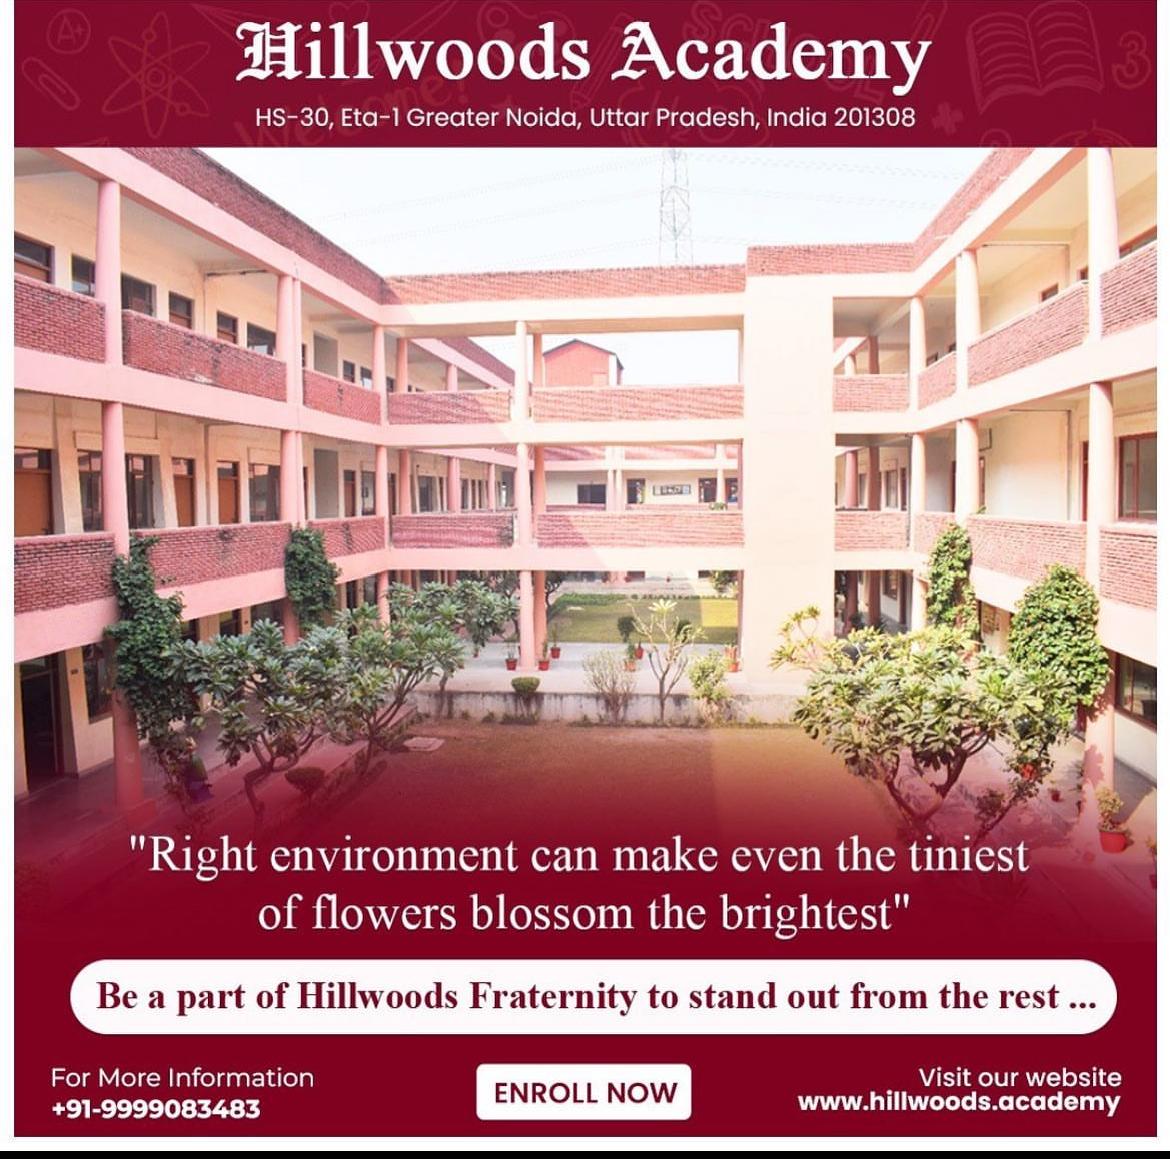 Hillwoods Academy
HS-30, Eta-1 Greater Noida, Uttar Pradesh, India 201308
"Right environment can make even the tiniest
of flowers blossom the brightest"
Be a part of Hillwoods Fraternity to stand out from the rest ...
For More Information
+91-9999083483
ENROLL NOW
Visit our website
www.hillwoods.academy